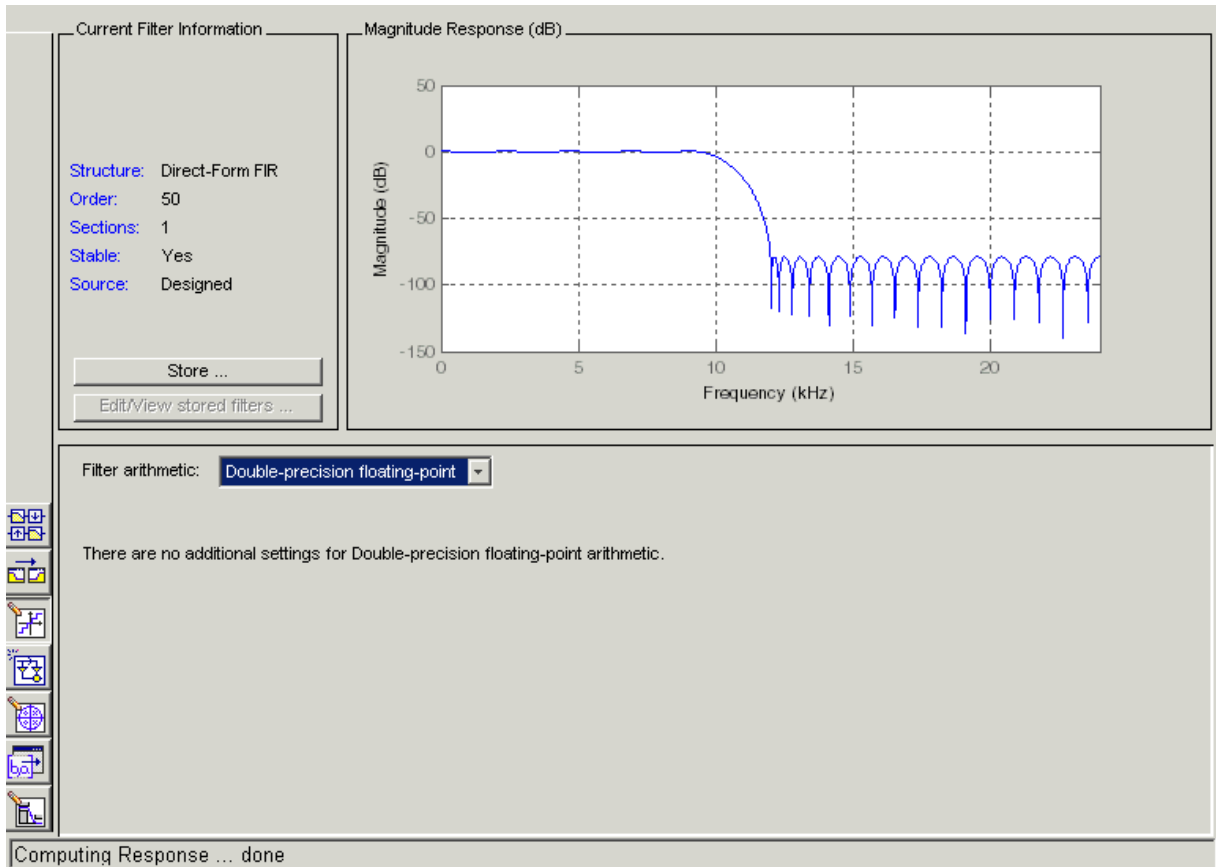 Current Filter Information
Structure: Direct-Form FIR
Order: 50
Sections: 1
Stable: Yes
Source: Designed
Store ...
Edit/View stored filters ...
Magnitude Response (dB)
50
0
-50
-100
-150
Magnitude (dB)
0 5 10 15 20
Frequency (kHz)
Filter arithmetic: Double-precision floating-point
There are no additional settings for Double-precision floating-point arithmetic.
[b,a]
Computing Response ... done